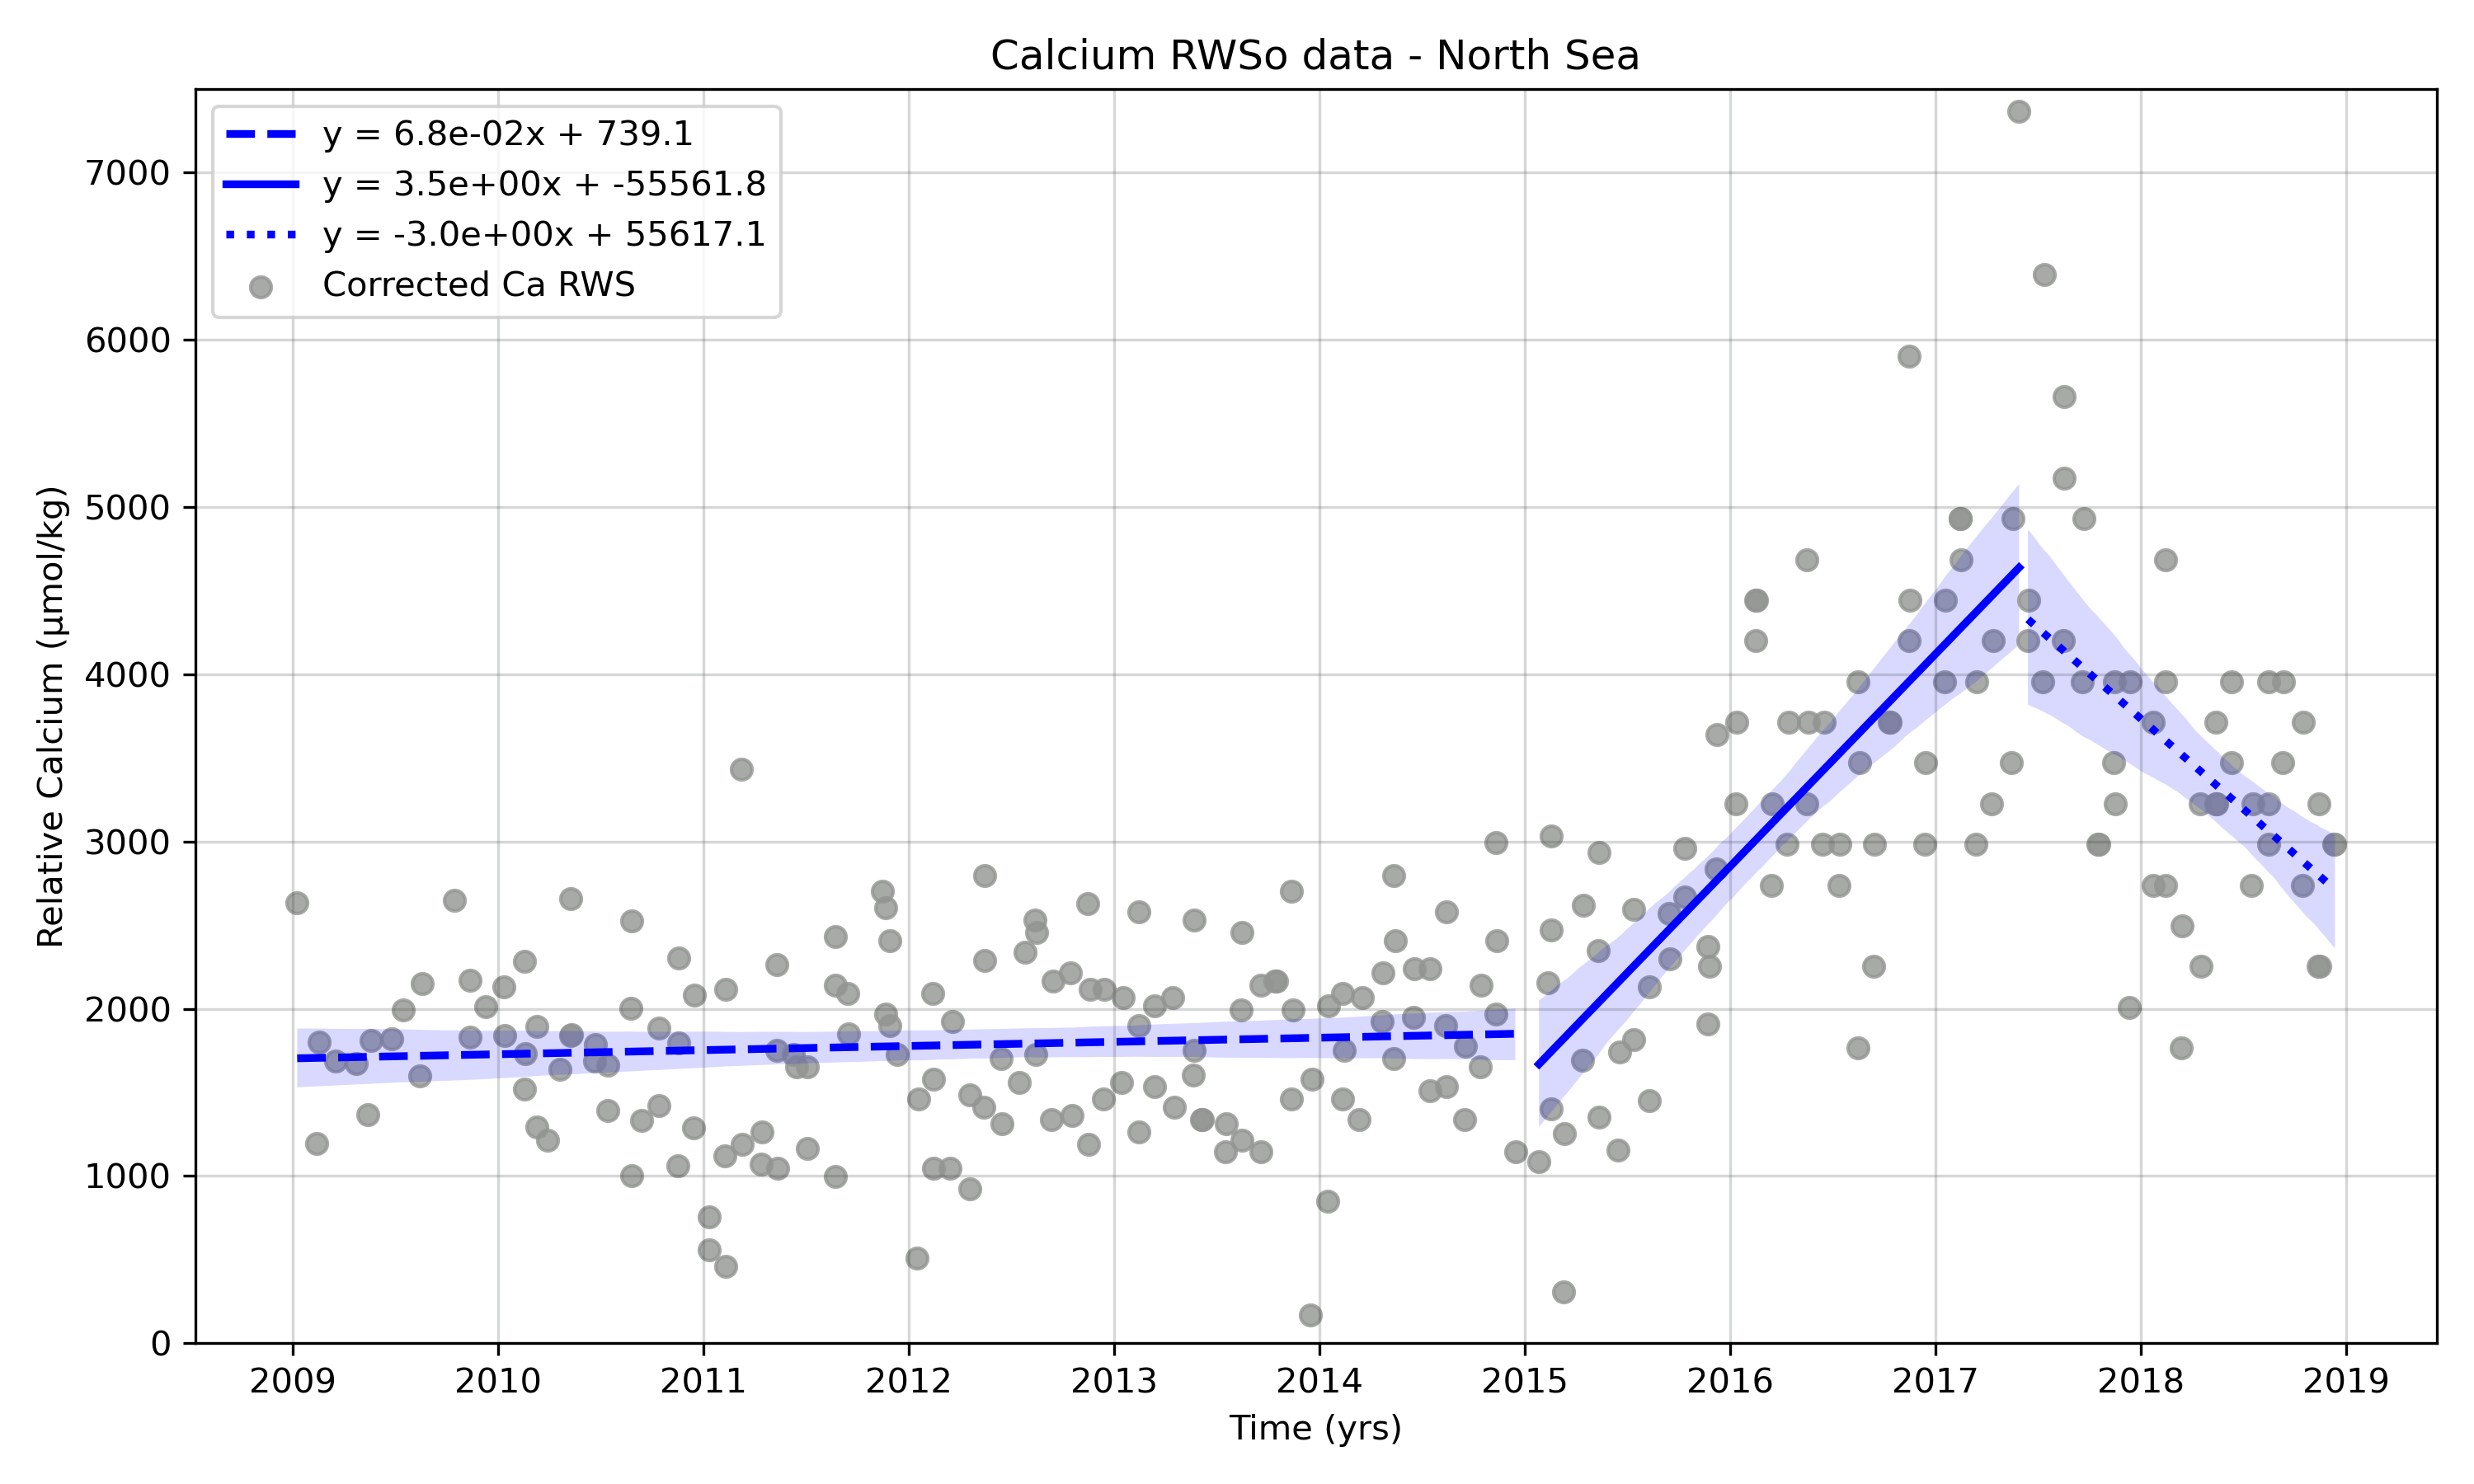 Calcium RWSo data - North Sea
y = 6.8e-02x + 739.1
y = 3.5e+00x + -55561.8
y = -3.0e+00x + 55617.1
Corrected Ca RWS
Relative Calcium (µmol/kg)
7000
6000
5000
4000
3000
2000
1000
0
2009 2010 2011 2012 2013 2014 2015 2016 2017 2018 2019
Time (yrs)